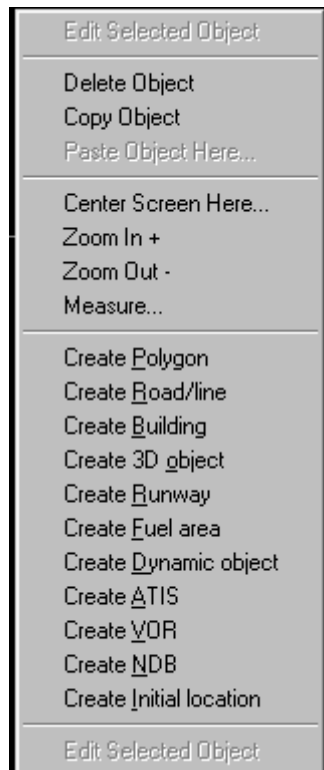 Edit Selected Object
Delete Object
Copy Object
Paste Object Here...
Center Screen Here...
Zoom In +
Zoom Out -
Measure...
Create Polygon
Create Road/line
Create Building
Create 3D object
Create Runway
Create Fuel area
Create Dynamic object
Create ATIS
Create VOR
Create NDB
Create Initial location
Edit Selected Object